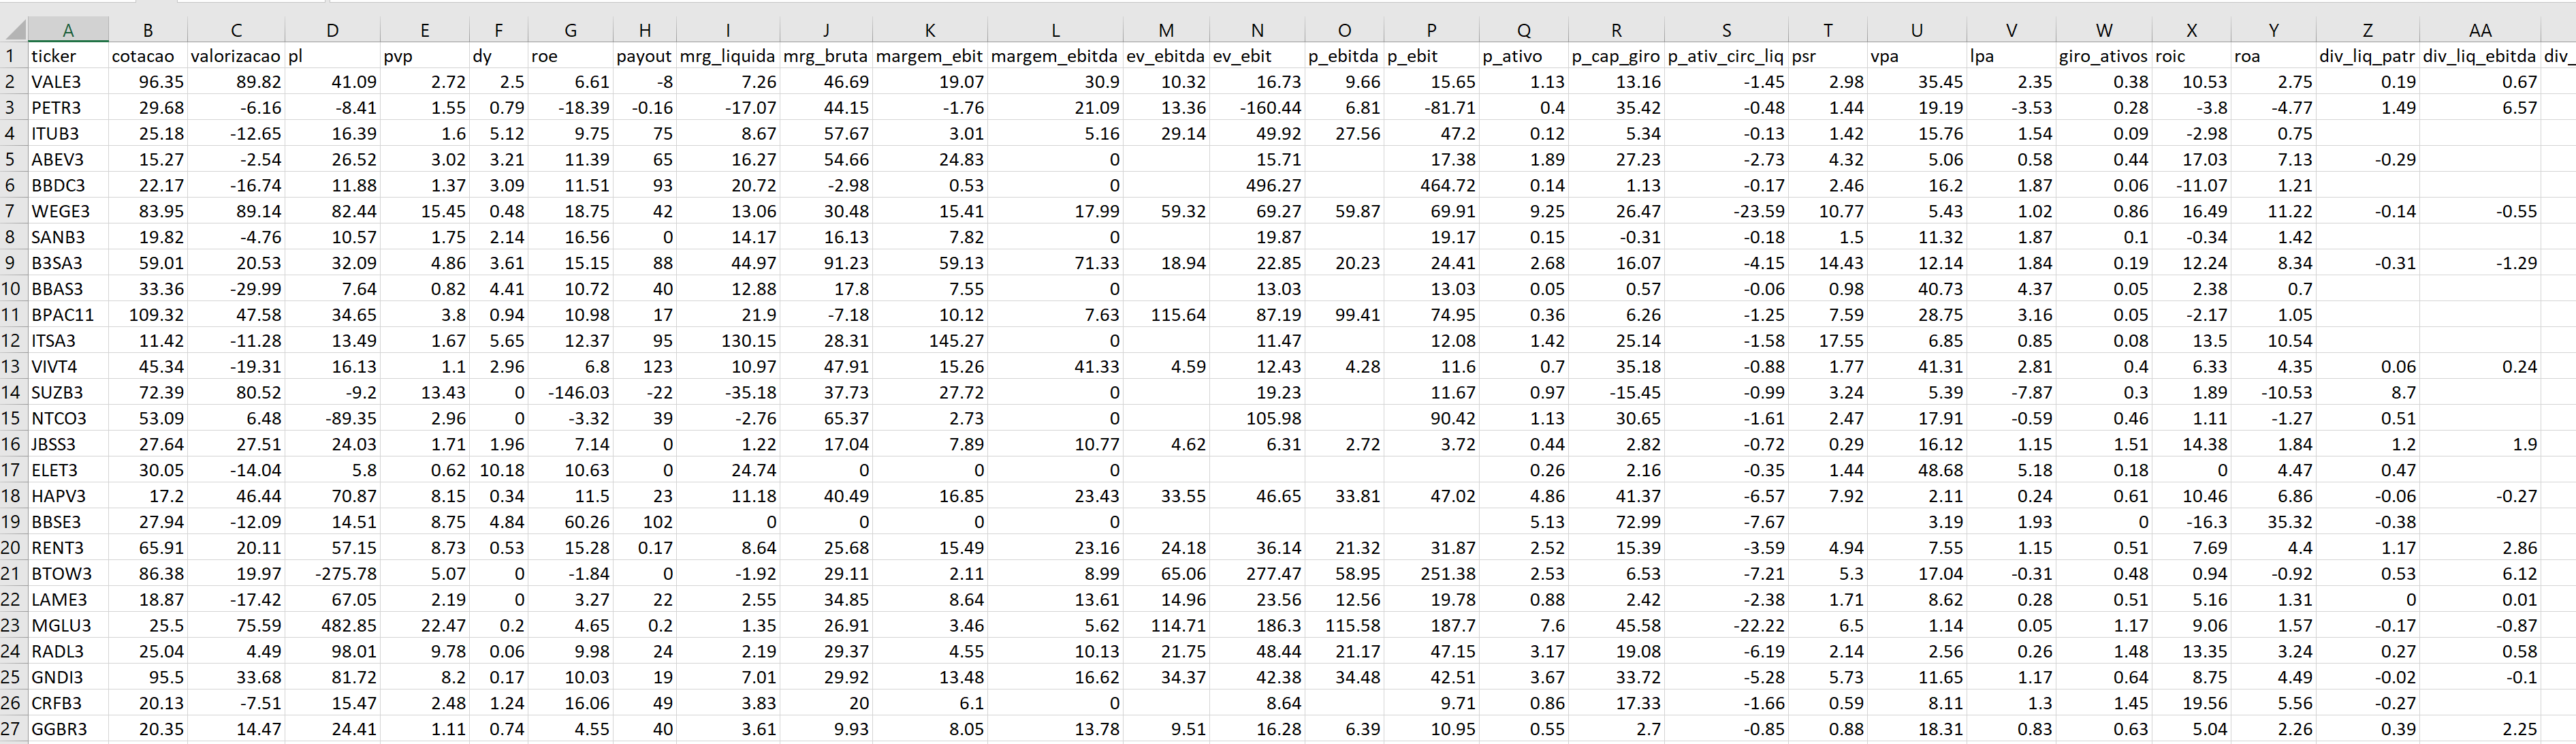 A B C D E F G H I J K L M N O P Q R S T U V W X Y Z AA
1 ticker cotacao valorizacao pl pvp dy roe payout mrg_liquida mrg_bruta margem_ebit margem_ebitda ev_ebitda ev_ebit p_ebitda p_ebit p_ativo p_cap_giro p_ativ_circ_liq psr vpa lpa giro_ativos roic roa div_liq_patr div_liq_ebitda div_
2 VALE3 96.35 89.82 41.09 2.72 2.5 6.61 -8 7.26 46.69 19.07 30.9 10.32 16.73 9.66 15.65 1.13 13.16 -1.45 2.98 35.45 2.35 0.38 10.53 2.75 0.19 0.67
3 PETR3 29.68 -6.16 -8.41 1.55 0.79 -18.39 -0.16 -17.07 44.15 -1.76 21.09 13.36 -160.44 6.81 -81.71 0.4 35.42 -0.48 1.44 19.19 -3.53 0.28 -3.8 -4.77 1.49 6.57
4 ITUB3 25.18 -12.65 16.39 1.6 5.12 9.75 75 8.67 57.67 3.01 5.16 29.14 49.92 27.56 47.2 0.12 5.34 -0.13 1.42 15.76 1.54 0.09 -2.98 0.75
5 ABEV3 15.27 -2.54 26.52 3.02 3.21 11.39 65 16.27 54.66 24.83 0 15.71 17.38 1.89 27.23 -2.73 4.32 5.06 0.58 0.44 17.03 7.13 -0.29
6 BBDC3 22.17 -16.74 11.88 1.37 3.09 11.51 93 20.72 -2.98 0.53 0 496.27 464.72 0.14 1.13 -0.17 2.46 16.2 1.87 0.06 -11.07 1.21
7 WEGE3 83.95 89.14 82.44 15.45 0.48 18.75 42 13.06 30.48 15.41 17.99 59.32 69.27 59.87 69.91 9.25 26.47 -23.59 10.77 5.43 1.02 0.86 16.49 11.22 -0.14 -0.55
8 SANB3 19.82 -4.76 10.57 1.75 2.14 16.56 0 14.17 16.13 7.82 0 19.87 19.17 0.15 -0.31 -0.18 1.5 11.32 1.87 0.1 -0.34 1.42
9 B3SA3 59.01 20.53 32.09 4.86 3.61 15.15 88 44.97 91.23 59.13 71.33 18.94 22.85 20.23 24.41 2.68 16.07 -4.15 14.43 12.14 1.84 0.19 12.24 8.34 -0.31 -1.29
10 BBAS3 33.36 -29.99 7.64 0.82 4.41 10.72 40 12.88 17.8 7.55 0 13.03 13.03 0.05 0.57 -0.06 0.98 40.73 4.37 0.05 2.38 0.7
11 BPAC11 109.32 47.58 34.65 3.8 0.94 10.98 17 21.9 -7.18 10.12 7.63 115.64 87.19 99.41 74.95 0.36 6.26 -1.25 7.59 28.75 3.16 0.05 -2.17 1.05
12 ITSA3 11.42 -11.28 13.49 1.67 5.65 12.37 95 130.15 28.31 145.27 0 11.47 12.08 1.42 25.14 -1.58 17.55 6.85 0.85 0.08 13.5 10.54
13 VIVT4 45.34 -19.31 16.13 1.1 2.96 6.8 123 10.97 47.91 15.26 41.33 4.59 12.43 4.28 11.6 0.7 35.18 -0.88 1.77 41.31 2.81 0.4 6.33 4.35 0.06 0.24
14 SUZB3 72.39 80.52 -9.2 13.43 0 -146.03 -22 -35.18 37.73 27.72 0 19.23 11.67 0.97 -15.45 -0.99 3.24 5.39 -7.87 0.3 1.89 -10.53 8.7
15 NTCO3 53.09 6.48 -89.35 2.96 0 -3.32 39 -2.76 65.37 2.73 0 105.98 90.42 1.13 30.65 -1.61 2.47 17.91 -0.59 0.46 1.11 -1.27 0.51
16 JBSS3 27.64 27.51 24.03 1.71 1.96 7.14 0 1.22 17.04 7.89 10.77 4.62 6.31 2.72 3.72 0.44 2.82 -0.72 0.29 16.12 1.15 1.51 14.38 1.84 1.2 1.9
17 ELET3 30.05 -14.04 5.8 0.62 10.18 10.63 0 24.74 0 0 0 0.26 2.16 -0.35 1.44 48.68 5.18 0.18 0 4.47 0.47
18 HAPV3 17.2 46.44 70.87 8.15 0.34 11.5 23 11.18 40.49 16.85 23.43 33.55 46.65 33.81 47.02 4.86 41.37 -6.57 7.92 2.11 0.24 0.61 10.46 6.86 -0.06 -0.27
19 BBSE3 27.94 -12.09 14.51 8.75 4.84 60.26 102 0 0 0 0 5.13 72.99 -7.67 3.19 1.93 0 -16.3 35.32 -0.38
20 RENT3 65.91 20.11 57.15 8.73 0.53 15.28 0.17 8.64 25.68 15.49 23.16 24.18 36.14 21.32 31.87 2.52 15.39 -3.59 4.94 7.55 1.15 0.51 7.69 4.4 1.17 2.86
21 BTOW3 86.38 19.97 -275.78 5.07 0 -1.84 0 -1.92 29.11 2.11 8.99 65.06 277.47 58.95 251.38 2.53 6.53 -7.21 5.3 17.04 -0.31 0.48 0.94 -0.92 0.53 6.12
22 LAME3 18.87 -17.42 67.05 2.19 0 3.27 22 2.55 34.85 8.64 13.61 14.96 23.56 12.56 19.78 0.88 2.42 -2.38 1.71 8.62 0.28 0.51 5.16 1.31 0 0.01
23 MGLU3 25.5 75.59 482.85 22.47 0.2 4.65 0.2 1.35 26.91 3.46 5.62 114.71 186.3 115.58 187.7 7.6 45.58 -22.22 6.5 1.14 0.05 1.17 9.06 1.57 -0.17 -0.87
24 RADL3 25.04 4.49 98.01 9.78 0.06 9.98 24 2.19 29.37 4.55 10.13 21.75 48.44 21.17 47.15 3.17 19.08 -6.19 2.14 2.56 0.26 1.48 13.35 3.24 0.27 0.58
25 GNDI3 95.5 33.68 81.72 8.2 0.17 10.03 19 7.01 29.92 13.48 16.62 34.37 42.38 34.48 42.51 3.67 33.72 -5.28 5.73 11.65 1.17 0.64 8.75 4.49 -0.02 -0.1
26 CRFB3 20.13 -7.51 15.47 2.48 1.24 16.06 49 3.83 20 6.1 0 8.64 9.71 0.86 17.33 -1.66 0.59 8.11 1.3 1.45 19.56 5.56 -0.27
27 GGBR3 20.35 14.47 24.41 1.11 0.74 4.55 40 3.61 9.93 8.05 13.78 9.51 16.28 6.39 10.95 0.55 2.7 -0.85 0.88 18.31 0.83 0.63 5.04 2.26 0.39 2.25